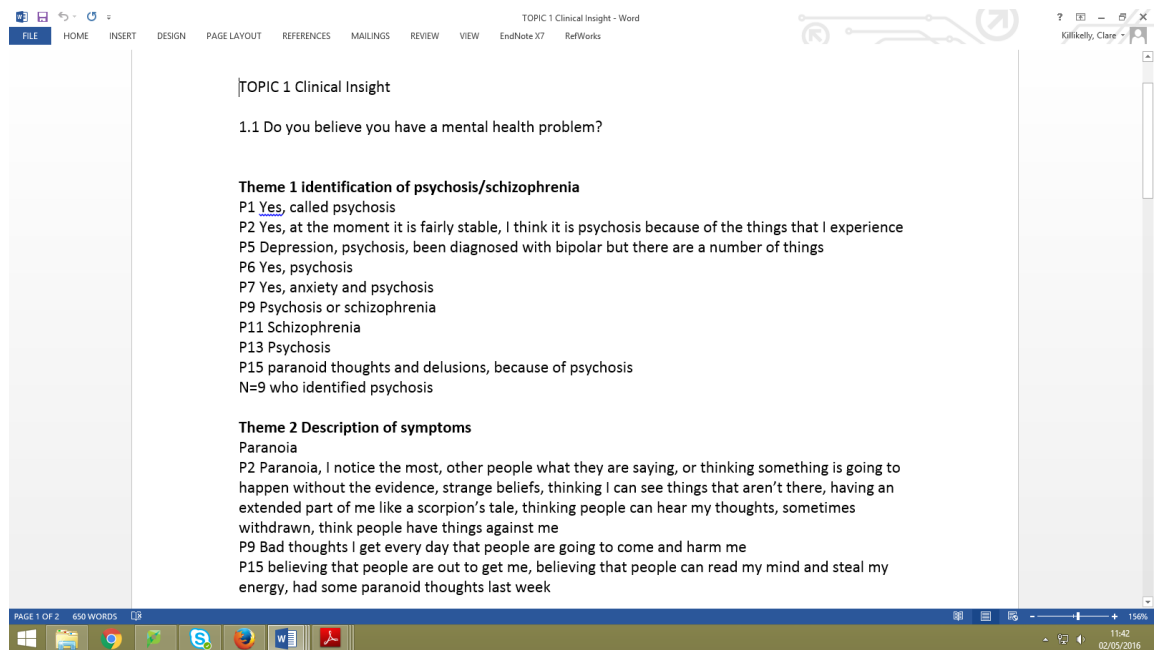 TOPIC 1 Clinical Insight - Word
FILE HOME INSERT DESIGN PAGE LAYOUT REFERENCES MAILINGS REVIEW VIEW EndNote X7 RefWorks Killikelly, Clare
TOPIC 1 Clinical Insight
1.1 Do you believe you have a mental health problem?
Theme 1 identification of psychosis/schizophrenia
P1 Yes, called psychosis
P2 Yes, at the moment it is fairly stable, I think it is psychosis because of the things that I experience
P5 Depression, psychosis, been diagnosed with bipolar but there are a number of things
P6 Yes, psychosis
P7 Yes, anxiety and psychosis
P9 Psychosis or schizophrenia
P11 Schizophrenia
P13 Psychosis
P15 paranoid thoughts and delusions, because of psychosis
N=9 who identified psychosis
Theme 2 Description of symptoms
Paranoia
P2 Paranoia, I notice the most, other people what they are saying, or thinking something is going to
happen without the evidence, strange beliefs, thinking I can see things that aren't there, having an
extended part of me like a scorpion's tale, thinking people can hear my thoughts, sometimes
withdrawn, think people have things against me
P9 Bad thoughts I get every day that people are going to come and harm me
P15 believing that people are out to get me, believing that people can read my mind and steal my
energy, had some paranoid thoughts last week
PAGE 1 OF 2 650 WORDS 156%
11:42
02/05/2016